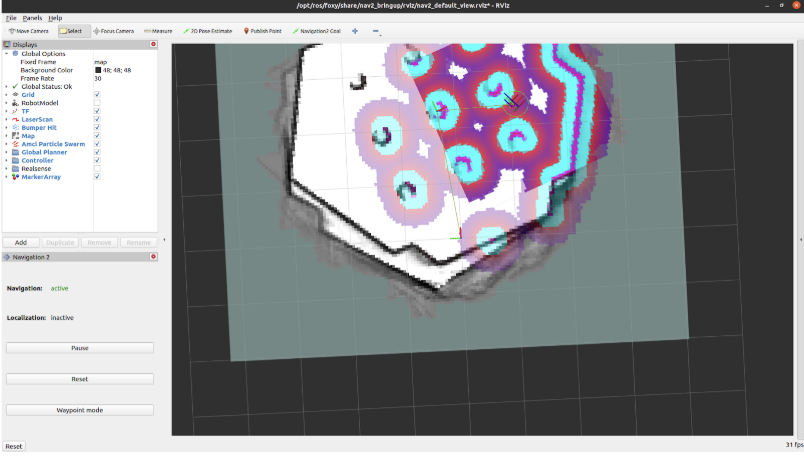 /opt/ros/foxy/share/nav2_bringup/rviz/nav2_default_view.rviz* - RViz
File Panels Help
Move Camera Select Focus Camera Measure 2D Pose Estimate Publish Point Navigation2 Goal
Displays
Global Options
Fixed Frame map
Background Color 48; 48; 48
Frame Rate 30
Global Status: Ok
Grid
RobotModel
TF
LaserScan
Bumper Hit
Map
Amcl Particle Swarm
Global Planner
Controller
Realsense
MarkerArray
Add Duplicate Remove Rename
Navigation 2
Navigation: active
Localization: inactive
Pause
Reset
Waypoint mode
Reset
31 fps